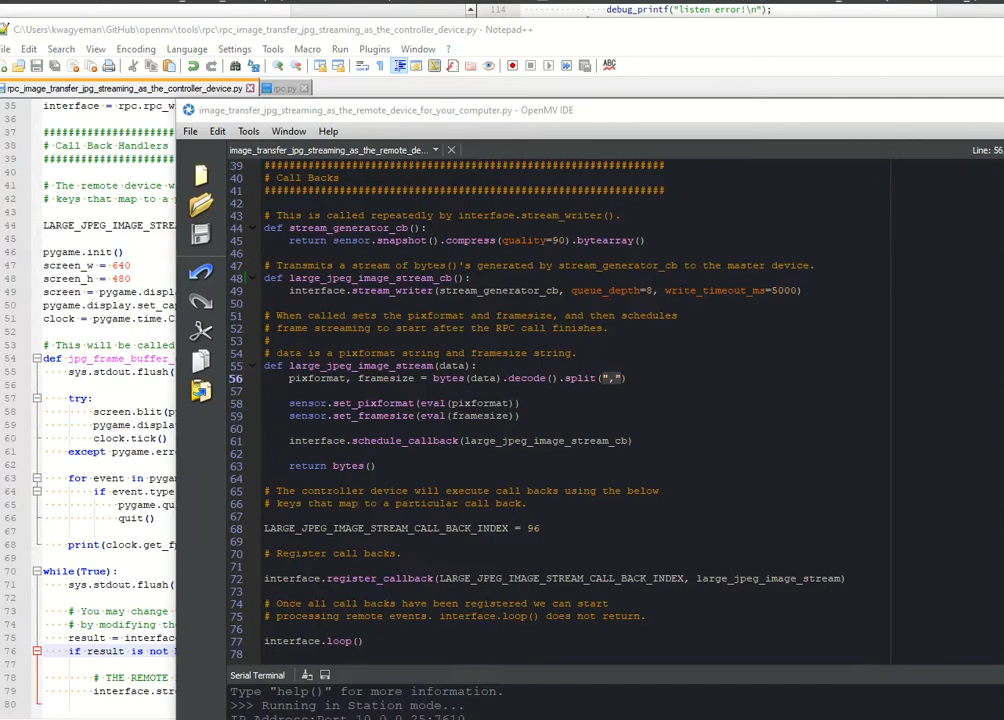 114 debug_printf("listen error!\n");
C:\Users\kwagyeman\GitHub\openmv\tools\rpc\rpc_image_transfer_jpg_streaming_as_the_controller_device.py - Notepad++
Edit Search View Encoding Language Settings Tools Macro Run Plugins Window ?
rpc_image_transfer_jpg_streaming_as_the_controller_device.py rpc.py
35 interface = rpc.rpc_w
36
37 ####################
38 # Call Back Handlers
39 ####################
40
41 # The remote device w
42 # keys that map to a p
43
44 LARGE_JPEG_IMAGE_STREA
45
46 pygame.init()
47 screen_w = 640
48 screen_h = 480
49 screen = pygame.displ
50 pygame.display.set_cap
51 clock = pygame.time.C
52
53 # This will be called
54 def jpg_frame_buffer_
55 sys.stdout.flush(
56
57 try:
58 screen.blit(p
59 pygame.displ
60 clock.tick()
61 except pygame.err
62
63 for event in pyga
64 if event.type
65 pygame.qu
66 quit()
67
68 print(clock.get_f
69
70 while(True):
71 sys.stdout.flush(
72
73 # You may change
74 # by modifying th
75 result = interfac
76 if result is not
77
78 # THE REMOTE
79 interface.str
80
image_transfer_jpg_streaming_as_the_remote_device_for_your_computer.py - OpenMV IDE
File Edit Tools Window Help
image_transfer_jpg_streaming_as_the_remote_de... Line: 56
39 ################################################################
40 # Call Backs
41 ################################################################
42
43 # This is called repeatedly by interface.stream_writer().
44 def stream_generator_cb():
45 return sensor.snapshot().compress(quality=90).bytearray()
46
47 # Transmits a stream of bytes()'s generated by stream_generator_cb to the master device.
48 def large_jpeg_image_stream_cb():
49 interface.stream_writer(stream_generator_cb, queue_depth=8, write_timeout_ms=5000)
50
51 # When called sets the pixformat and framesize, and then schedules
52 # frame streaming to start after the RPC call finishes.
53 #
54 # data is a pixformat string and framesize string.
55 def large_jpeg_image_stream(data):
56 pixformat, framesize = bytes(data).decode().split(",")
57
58 sensor.set_pixformat(eval(pixformat))
59 sensor.set_framesize(eval(framesize))
60
61 interface.schedule_callback(large_jpeg_image_stream_cb)
62
63 return bytes()
64
65 # The controller device will execute call backs using the below
66 # keys that map to a particular call back.
67
68 LARGE_JPEG_IMAGE_STREAM_CALL_BACK_INDEX = 96
69
70 # Register call backs.
71
72 interface.register_callback(LARGE_JPEG_IMAGE_STREAM_CALL_BACK_INDEX, large_jpeg_image_stream)
73
74 # Once all call backs have been registered we can start
75 # processing remote events. interface.loop() does not return.
76
77 interface.loop()
78
Serial Terminal
Type "help()" for more information.
>>> Running in Station mode...
IP Address:Port 10.0.0.25:7610